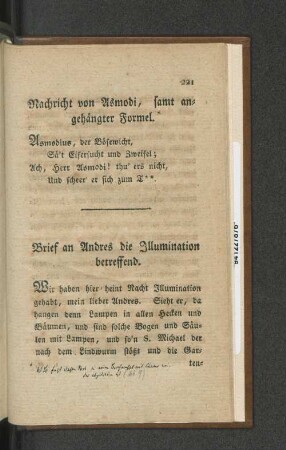 221
Nachricht von Asmodi, samt an-
gehängter Formel.*
Asmodius, der Bösewicht,
Sä't Eifersucht und Zweifel;
Ach, Herr Asmodi! thu' ers nicht,
Und scheer' er sich zum T**.
Brief an Andres die Illumination
betreffend.
Wir haben hier heint Nacht Illumination
gehabt, mein lieber Andres. Sieht er, da
hangen denn Lampen in allen Hecken und
Bäumen, und sind solche Bogen und Säu-
len mit Lampen, und so'n S. Michael der
nach dem Lindwurm stößt und die Gar-
ten-